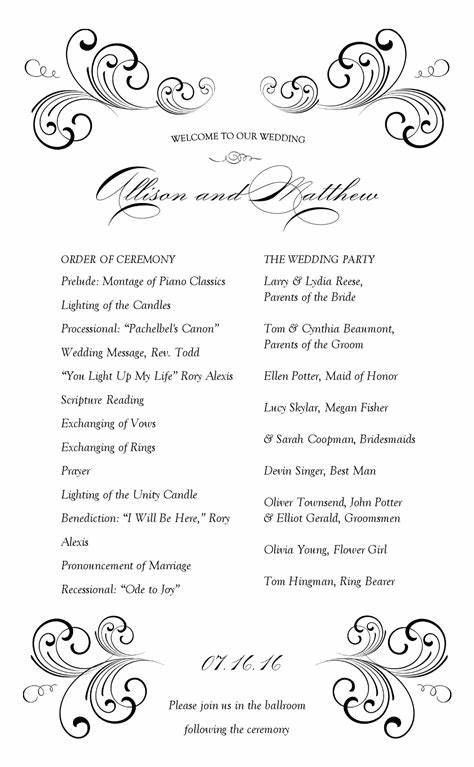 WELCOME TO OUR WEDDING
Allison and Matthew
ORDER OF CEREMONY
Prelude: Montage of Piano Classics
Lighting of the Candles
Processional: “Pachelbel’s Canon”
Wedding Message, Rev. Todd
“You Light Up My Life” Rory Alexis
Scripture Reading
Exchanging of Vows
Exchanging of Rings
Prayer
Lighting of the Unity Candle
Benediction: “I Will Be Here,” Rory
Alexis
Pronouncement of Marriage
Recessional: “Ode to Joy”
THE WEDDING PARTY
Larry & Lydia Reese,
Parents of the Bride
Tom & Cynthia Beaumont,
Parents of the Groom
Ellen Potter, Maid of Honor
Lucy Skylar, Megan Fisher
& Sarah Coopman, Bridesmaids
Devin Singer, Best Man
Oliver Townsend, John Potter
& Elliot Gerald, Groomsmen
Olivia Young, Flower Girl
Tom Hingman, Ring Bearer
07.16.16
Please join us in the ballroom
following the ceremony